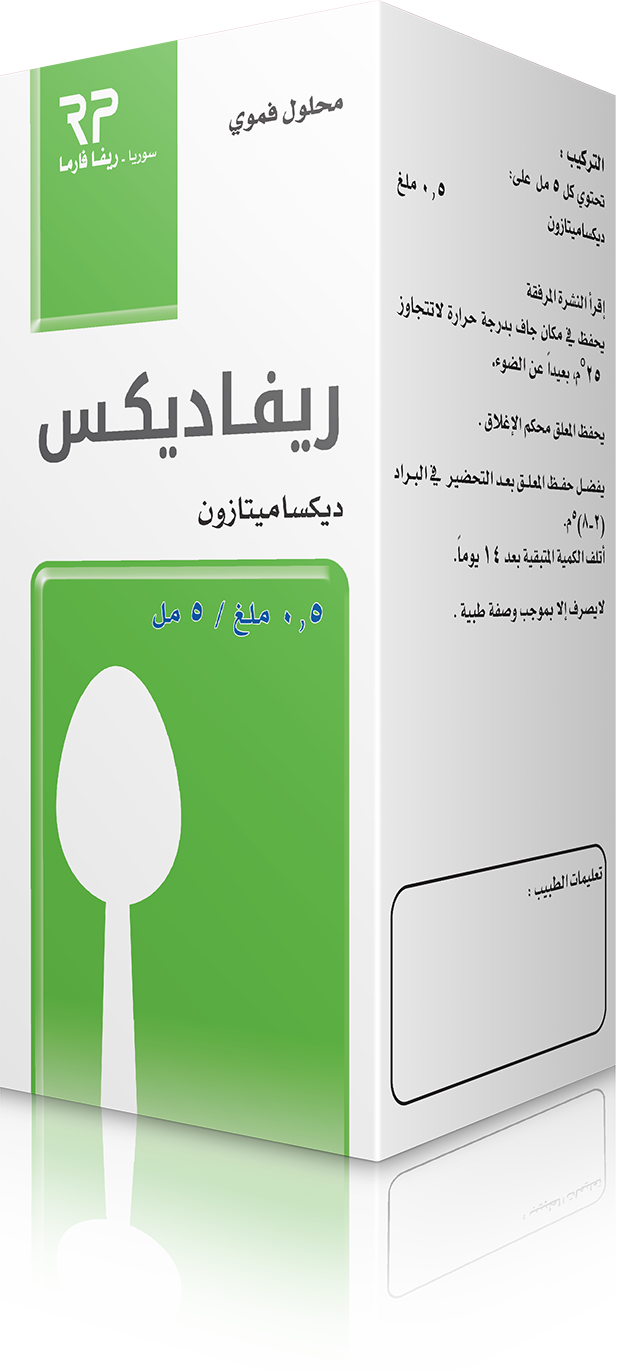 RP
سوريا - ريفا فارما
محلول فموي
ريفاديكس
ديكساميتازون
٠,٥ ملغ / ٥ مل
التركيب :
تحتوي كل ٥ مل على:
ديكساميتازون ٠,٥ ملغ
إقرأ النشرة المرفقة
يحفظ في مكان جاف بدرجة حرارة لاتتجاوز
٢٥°م، بعيداً عن الضوء.
يحفظ المعلق محكم الإغلاق .
يفضل حفظ المعلق بعد التحضير في البراد
(٢-٨)°م.
أتلف الكمية المتبقية بعد ١٤ يوماً.
لايصرف إلا بموجب وصفة طبية .
تعليمات الطبيب :